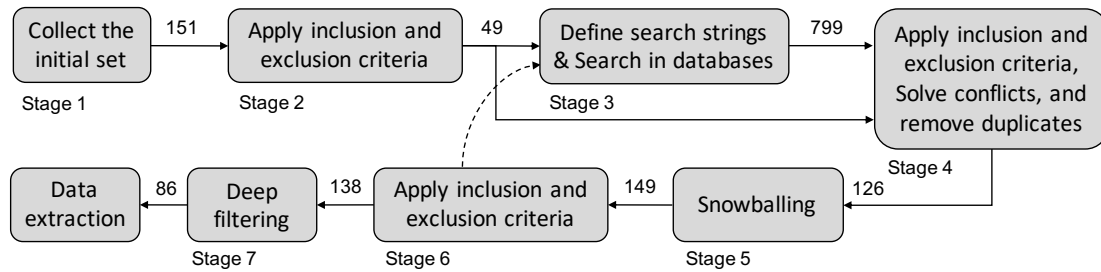 Collect the
initial set
Stage 1
151
Apply inclusion and
exclusion criteria
Stage 2
49
Define search strings
& Search in databases
Stage 3
799
Apply inclusion and
exclusion criteria,
Solve conflicts, and
remove duplicates
Stage 4
126
Snowballing
Stage 5
149
Apply inclusion and
exclusion criteria
Stage 6
138
Deep
filtering
Stage 7
86
Data
extraction